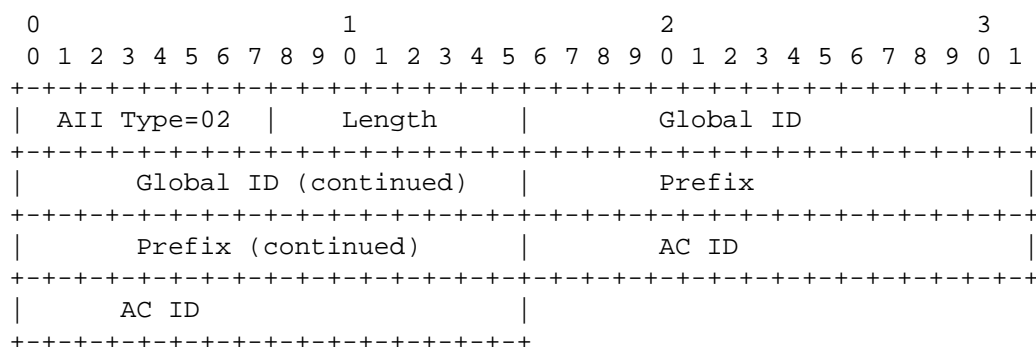 0                   1                   2                   3
 0 1 2 3 4 5 6 7 8 9 0 1 2 3 4 5 6 7 8 9 0 1 2 3 4 5 6 7 8 9 0 1
+-+-+-+-+-+-+-+-+-+-+-+-+-+-+-+-+-+-+-+-+-+-+-+-+-+-+-+-+-+-+-+-+
|  AII Type=02  |    Length     |        Global ID              |
+-+-+-+-+-+-+-+-+-+-+-+-+-+-+-+-+-+-+-+-+-+-+-+-+-+-+-+-+-+-+-+-+
|       Global ID (continued)   |        Prefix                 |
+-+-+-+-+-+-+-+-+-+-+-+-+-+-+-+-+-+-+-+-+-+-+-+-+-+-+-+-+-+-+-+-+
|       Prefix (continued)      |        AC ID                  |
+-+-+-+-+-+-+-+-+-+-+-+-+-+-+-+-+-+-+-+-+-+-+-+-+-+-+-+-+-+-+-+-+
|      AC ID                    |
+-+-+-+-+-+-+-+-+-+-+-+-+-+-+-+-+